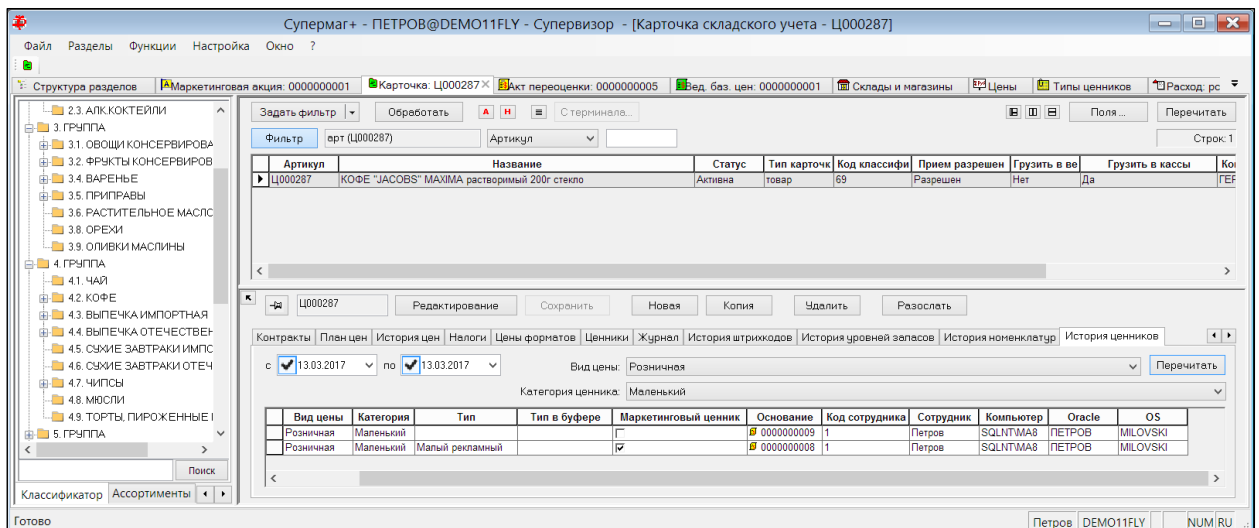 Супермаг+ - ПЕТРОВ@DEMO11FLY - Супервизор - [Карточка складского учета - Ц000287]
Файл Разделы Функции Настройка Окно ?
Структура разделов Маркетинговая акция: 0000000001 Карточка: Ц000287 Акт переоценки: 0000000005 Вед. баз. цен: 0000000001 Склады и магазины Цены Типы ценников Расход: рс
2.3. АЛК.КОКТЕЙЛИ
3. ГРУППА
3.1. ОВОЩИ КОНСЕРВИРОВА
3.2. ФРУКТЫ КОНСЕРВИРОВ
3.4. ВАРЕНЬЕ
3.5. ПРИПРАВЫ
3.6. РАСТИТЕЛЬНОЕ МАСЛО
3.8. ОРЕХИ
3.9. ОЛИВКИ МАСЛИНЫ
4. ГРУППА
4.1. ЧАЙ
4.2. КОФЕ
4.3. ВЫПЕЧКА ИМПОРТНАЯ
4.4. ВЫПЕЧКА ОТЕЧЕСТВЕН
4.5. СУХИЕ ЗАВТРАКИ ИМПО
4.6. СУХИЕ ЗАВТРАКИ ОТЕЧ
4.7. ЧИПСЫ
4.8. МЮСЛИ
4.9. ТОРТЫ, ПИРОЖЕННЫЕ
5. ГРУППА
Поиск
Классификатор Ассортименты
Задать фильтр Обработать А Н С терминала... Поля ... Перечитать
Фильтр арт (Ц000287) Артикул Строк: 1
Артикул Название Статус Тип карточк Код классифи Прием разрешен Грузить в ве Грузить в кассы Ко
Ц000287 КОФЕ "JACOBS" MAXIMA растворимый 200г стекло Активна товар 69 Разрешен Нет Да ГЕР
Ц000287 Редактирование Сохранить Новая Копия Удалить Разослать
Контракты План цен История цен Налоги Цены форматов Ценники Журнал История штрихкодов История уровней запасов История номенклатур История ценников
с 13.03.2017 по 13.03.2017 Вид цены: Розничная Перечитать
Категория ценника: Маленький
Вид цены Категория Тип Тип в буфере Маркетинговый ценник Основание Код сотрудника Сотрудник Компьютер Oracle OS
Розничная Маленький 0000000009 1 Петров SQLNT\MA8 ПЕТРОВ MILOVSKI
Розничная Маленький Малый рекламный 0000000008 1 Петров SQLNT\MA8 ПЕТРОВ MILOVSKI
Готово Петров DEMO11FLY NUM RU